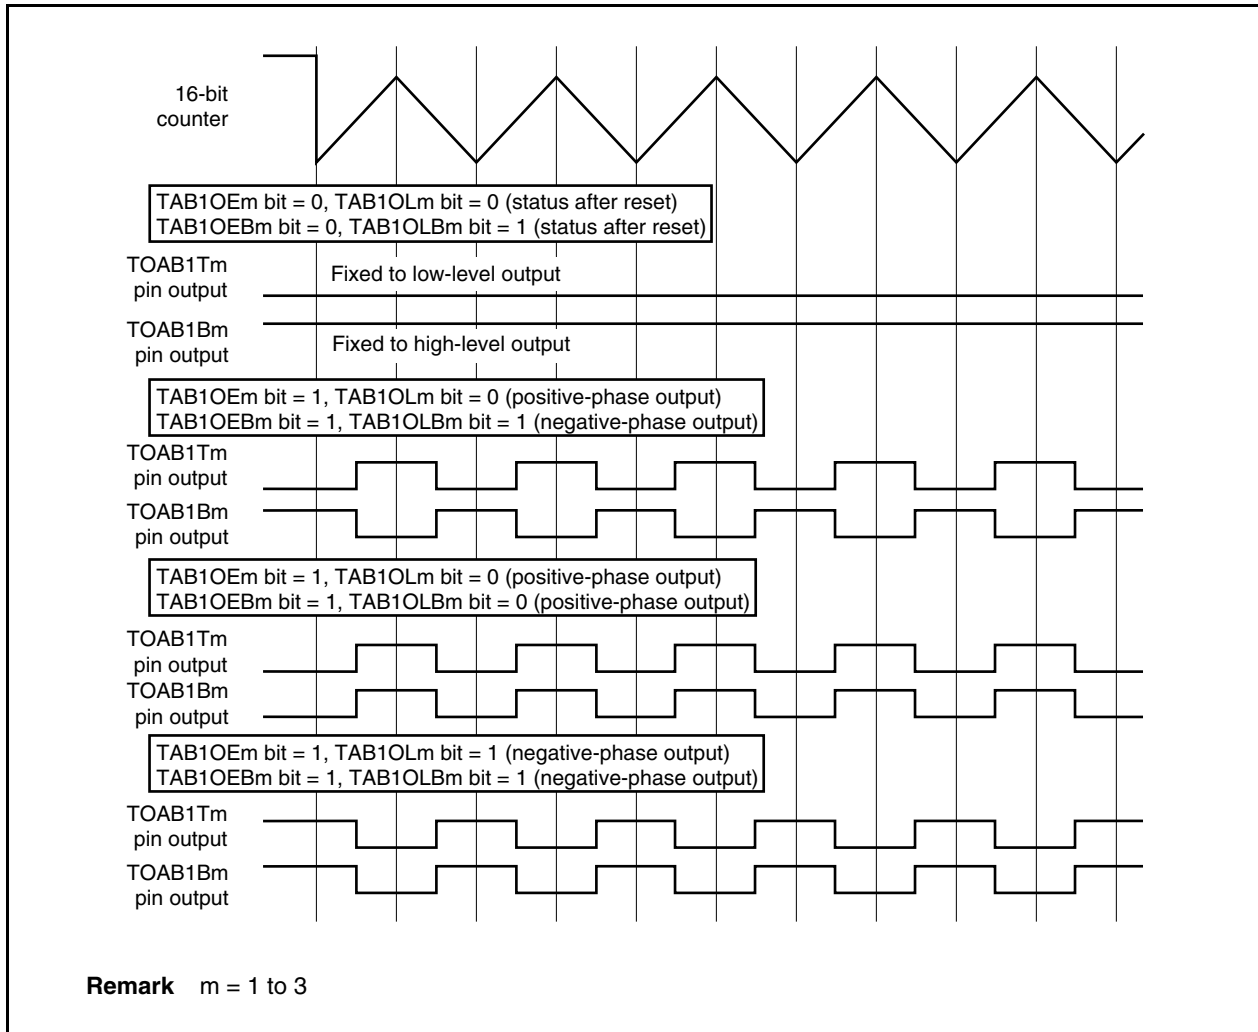 16-bit
counter
TAB1OEm bit = 0, TAB1OLm bit = 0 (status after reset)
TAB1OEBm bit = 0, TAB1OLBm bit = 1 (status after reset)
TOAB1Tm
pin output
Fixed to low-level output
TOAB1Bm
pin output
Fixed to high-level output
TAB1OEm bit = 1, TAB1OLm bit = 0 (positive-phase output)
TAB1OEBm bit = 1, TAB1OLBm bit = 1 (negative-phase output)
TOAB1Tm
pin output
TOAB1Bm
pin output
TAB1OEm bit = 1, TAB1OLm bit = 0 (positive-phase output)
TAB1OEBm bit = 1, TAB1OLBm bit = 0 (positive-phase output)
TOAB1Tm
pin output
TOAB1Bm
pin output
TAB1OEm bit = 1, TAB1OLm bit = 1 (negative-phase output)
TAB1OEBm bit = 1, TAB1OLBm bit = 1 (negative-phase output)
TOAB1Tm
pin output
TOAB1Bm
pin output
Remark m = 1 to 3